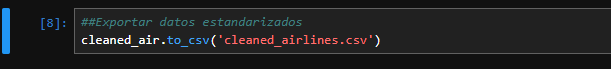 [8]: ##Exportar datos estandarizados
cleaned_air.to_csv('cleaned_airlines.csv')